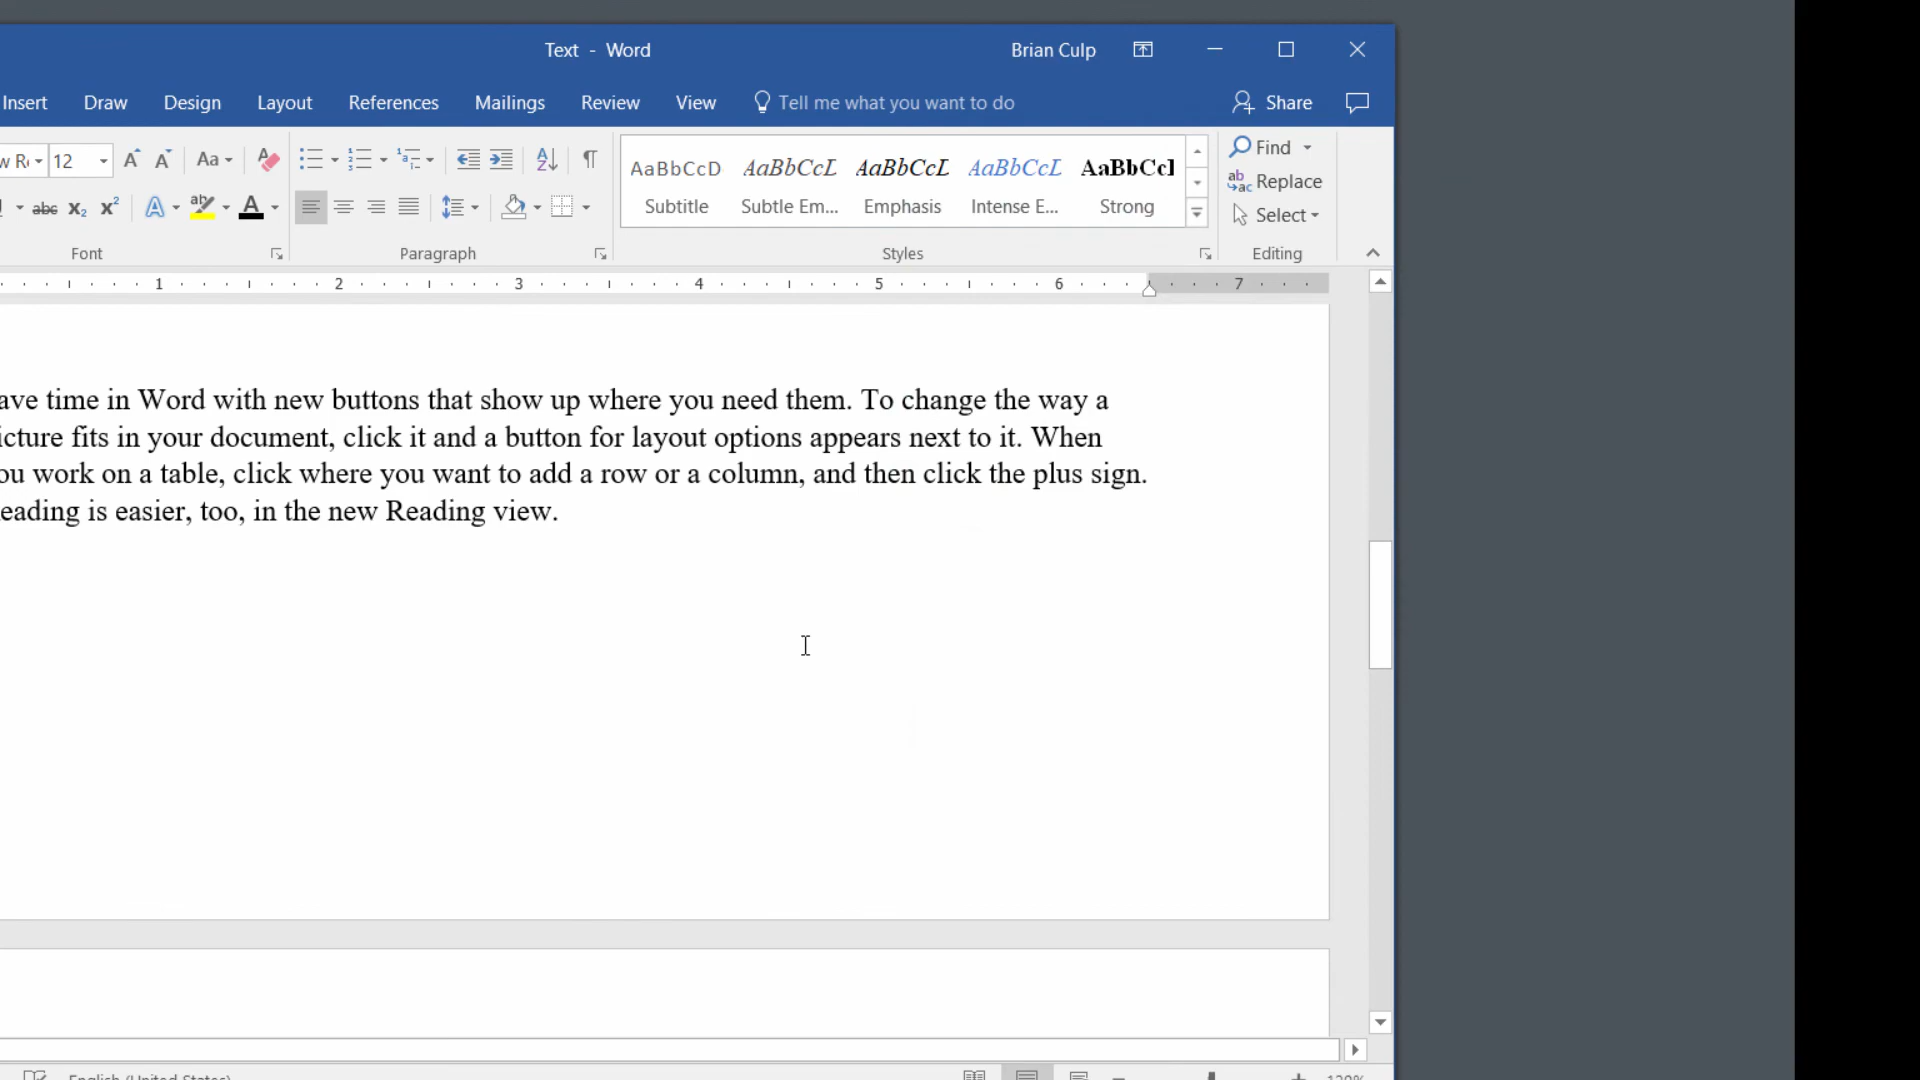 Text - Word Brian Culp
Insert Draw Design Layout References Mailings Review View Tell me what you want to do Share
12 Aa
AaBbCcD AaBbCcL AaBbCcL AaBbCcL AaBbCcI
Subtitle Subtle Em... Emphasis Intense E... Strong
Find
Replace
Select
Font Paragraph Styles Editing
1 2 3 4 5 6 7
ave time in Word with new buttons that show up where you need them. To change the way a
icture fits in your document, click it and a button for layout options appears next to it. When
ou work on a table, click where you want to add a row or a column, and then click the plus sign.
eading is easier, too, in the new Reading view.
English (United States)